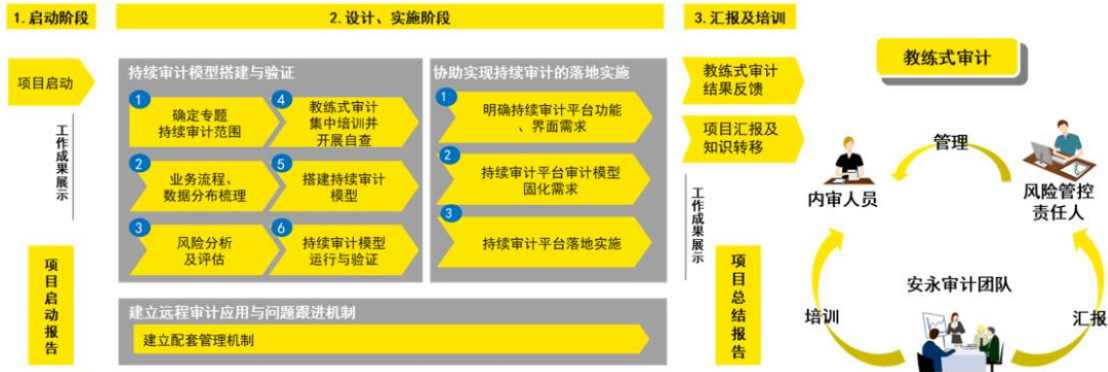 1. 启动阶段
2. 设计、实施阶段
3. 汇报及培训
项目启动
工作成果展示
项目启动报告
持续审计模型搭建与验证
1
确定专题
持续审计范围
2
业务流程、
数据分布梳理
3
风险分析
及评估
4
教练式审计
集中培训并
开展自查
5
搭建持续审计
模型
6
持续审计模型
运行与验证
协助实现持续审计的落地实施
1
明确持续审计平台功能
、界面需求
2
持续审计平台审计模型
固化需求
3
持续审计平台落地实施
建立远程审计应用与问题跟进机制
建立配套管理机制
教练式审计
结果反馈
项目汇报及
知识转移
工作成果展示
项目总结报告
教练式审计
管理
内审人员
风险管控
责任人
安永审计团队
培训
汇报